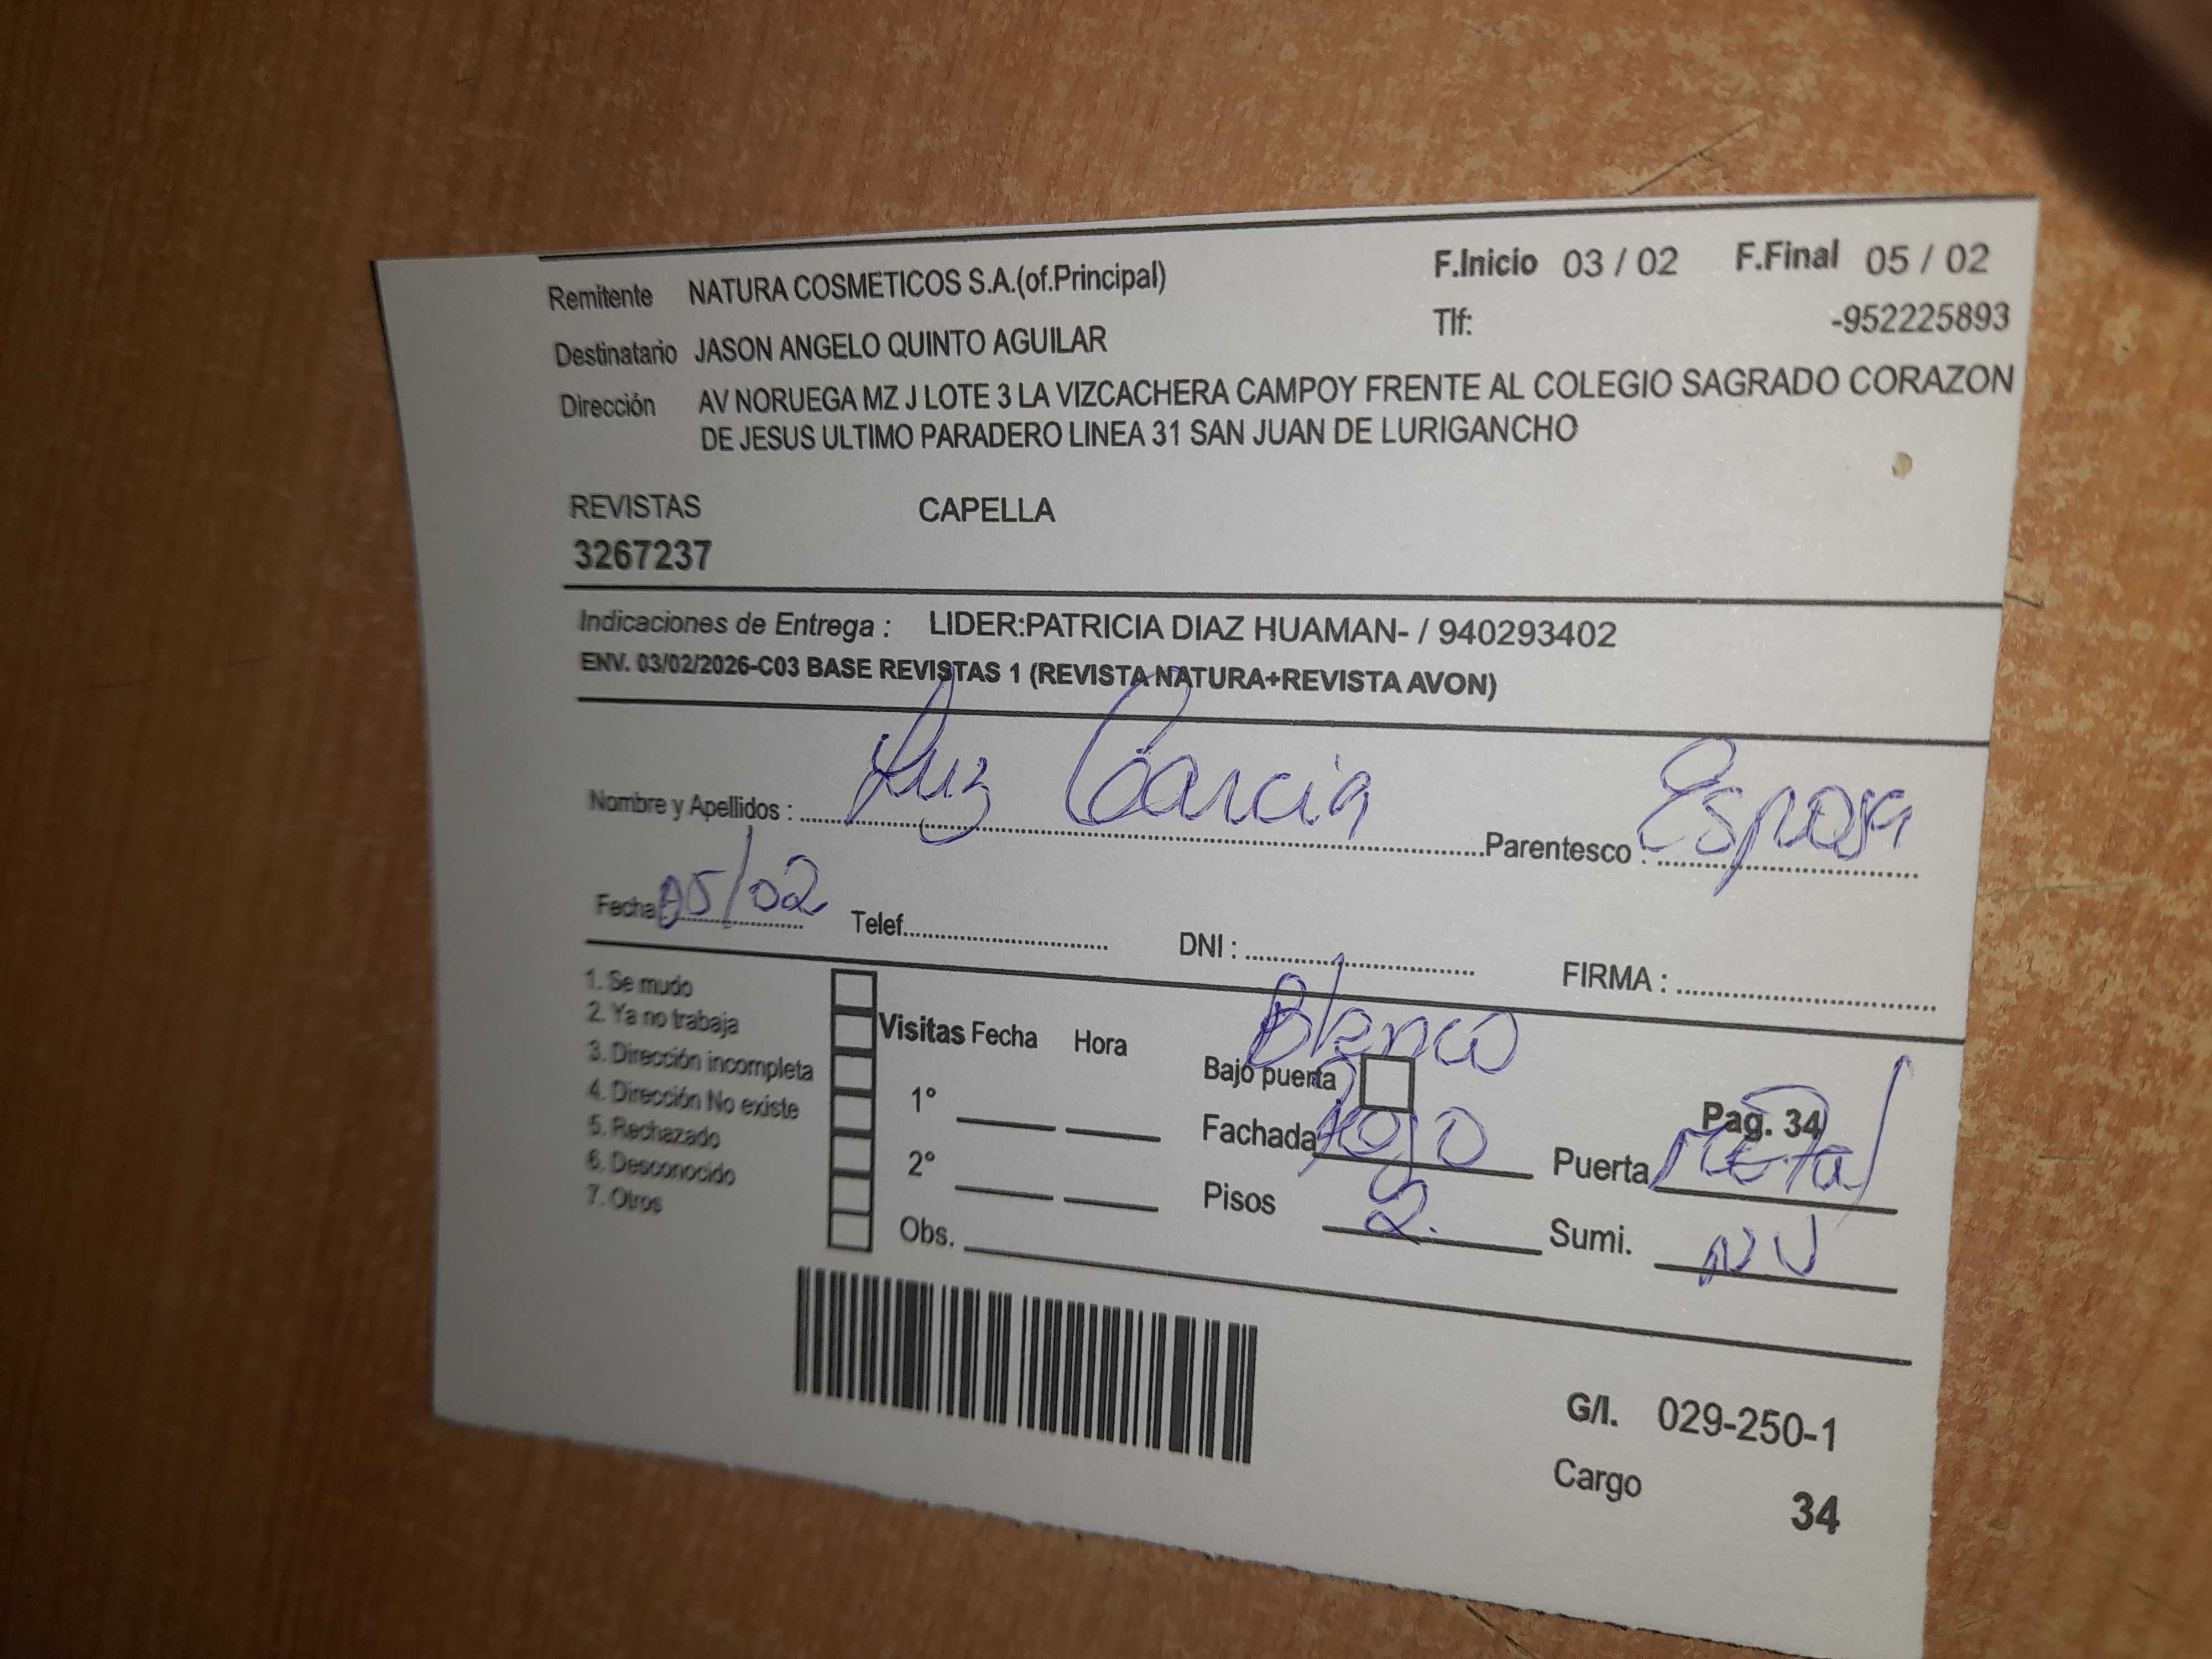 Remitente NATURA COSMETICOS S.A.(of.Principal) F.Inicio 03 / 02 F.Final 05 / 02
Destinatario JASON ANGELO QUINTO AGUILAR Tlf: -952225893
Dirección AV NORUEGA MZ J LOTE 3 LA VIZCACHERA CAMPOY FRENTE AL COLEGIO SAGRADO CORAZON
DE JESUS ULTIMO PARADERO LINEA 31 SAN JUAN DE LURIGANCHO
REVISTAS CAPELLA
3267237
Indicaciones de Entrega : LIDER:PATRICIA DIAZ HUAMAN- / 940293402
ENV. 03/02/2026-C03 BASE REVISTAS 1 (REVISTA NATURA+REVISTA AVON)
Nombre y Apellidos : Luz Garcia Parentesco : Esposa
Fecha 05/02 Telef. DNI : FIRMA :
1. Se mudo
2. Ya no trabaja
3. Dirección incompleta
4. Dirección No existe
5. Rechazado
6. Desconocido
7. Otros
Visitas Fecha Hora
1°
2°
Obs.
Blanco
Bajo puerta
Pag. 34
Fachada Rojo Puerta Metal
Pisos 2. Sumi.
G/I. 029-250-1
Cargo 34